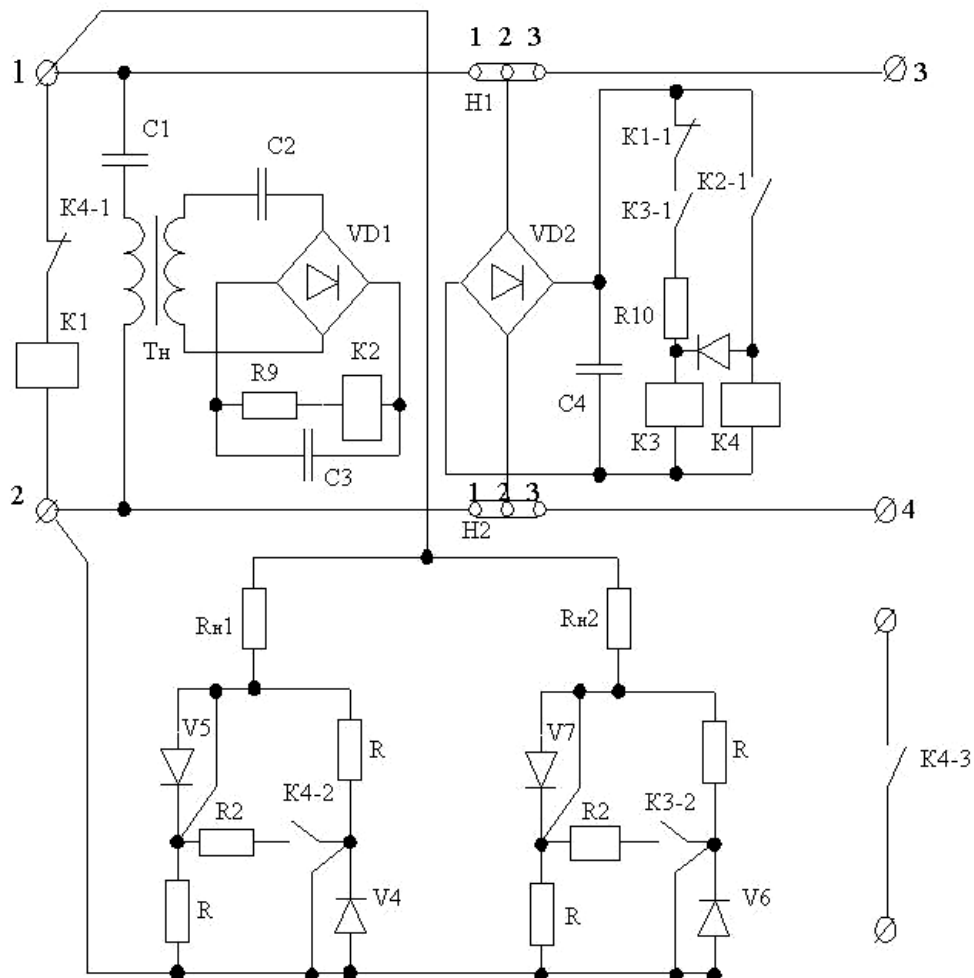 1 2 3
1
3
H1
C1
K1-1
C2
K2-1
K4-1
K3-1
VD1
VD2
K1
R10
Тн
K2
R9
C4
K3
K4
C3
2
1 2 3
4
H2
Rн1
Rн2
V5
V7
R
R
K4-3
K4-2
K3-2
R2
R2
R
V4
R
V6